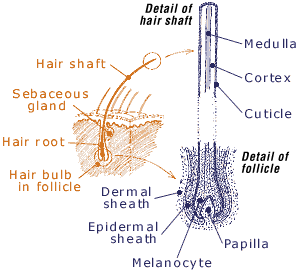 Detail of
hair shaft
Medulla
Hair shaft
Cortex
Sebaceous
gland
Cuticle
Hair root
Detail of
follicle
Hair bulb
in follicle
Dermal
sheath
Epidermal
sheath
Papilla
Melanocyte